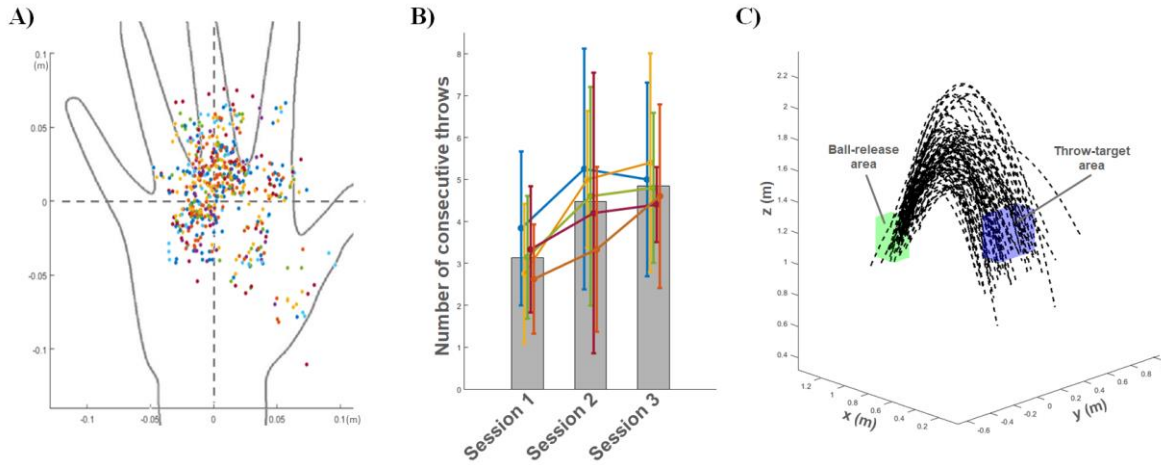 A)
0.1
(m)
0.05
0
-0.05
-0.1
-0.1
-0.05
0
0.05
0.1(m)
B)
Number of consecutive throws
8
7
6
5
4
3
2
1
0
Session 1
Session 2
Session 3
C)
z (m)
2.2
2
1.8
1.6
1.4
1.2
1
0.8
0.6
0.4
Ball-release
area
Throw-target
area
1.2
1
0.8
0.6
0.4
0.2
x (m)
-0.6
-0.4
-0.2
0
0.2
0.4
0.6
0.8
y (m)